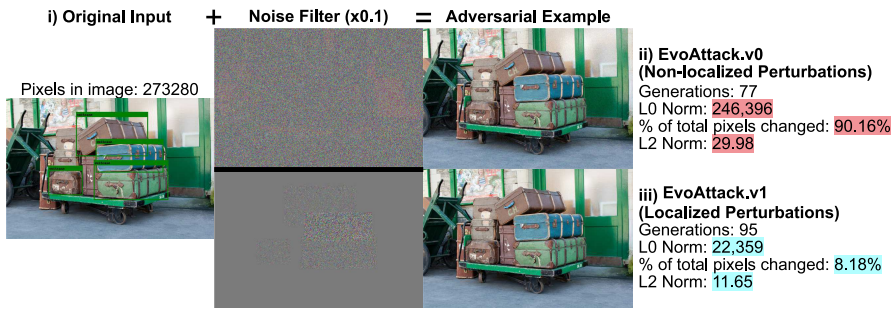 i) Original Input + Noise Filter (x0.1) = Adversarial Example
Pixels in image: 273280
ii) EvoAttack.v0
(Non-localized Perturbations)
Generations: 77
L0 Norm: 246,396
% of total pixels changed: 90.16%
L2 Norm: 29.98
iii) EvoAttack.v1
(Localized Perturbations)
Generations: 95
L0 Norm: 22,359
% of total pixels changed: 8.18%
L2 Norm: 11.65